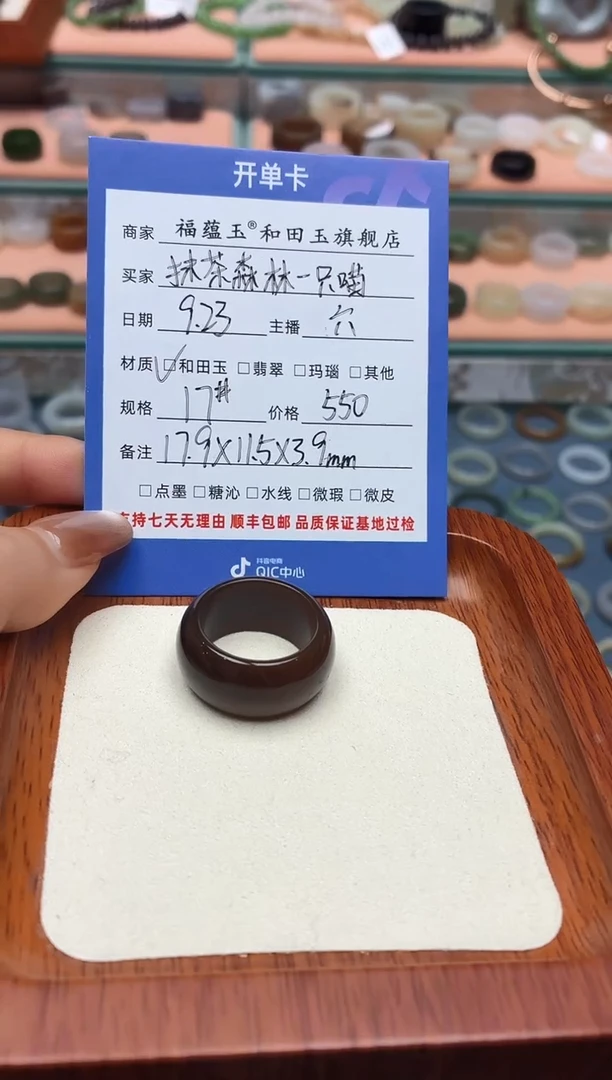 开单卡
商家 福蕴玉®和田玉旗舰店
买家 抹茶森林一只喵
日期 9.23 主播 六
材质 ☑和田玉 □翡翠 □玛瑙 □其他
规格 17# 价格 550
备注 17.9X11.5X3.9mm
□点墨 □糖沁 □水线 □微瑕 □微皮
支持七天无理由 顺丰包邮 品质保证基地过检
抖音电商
QIC中心